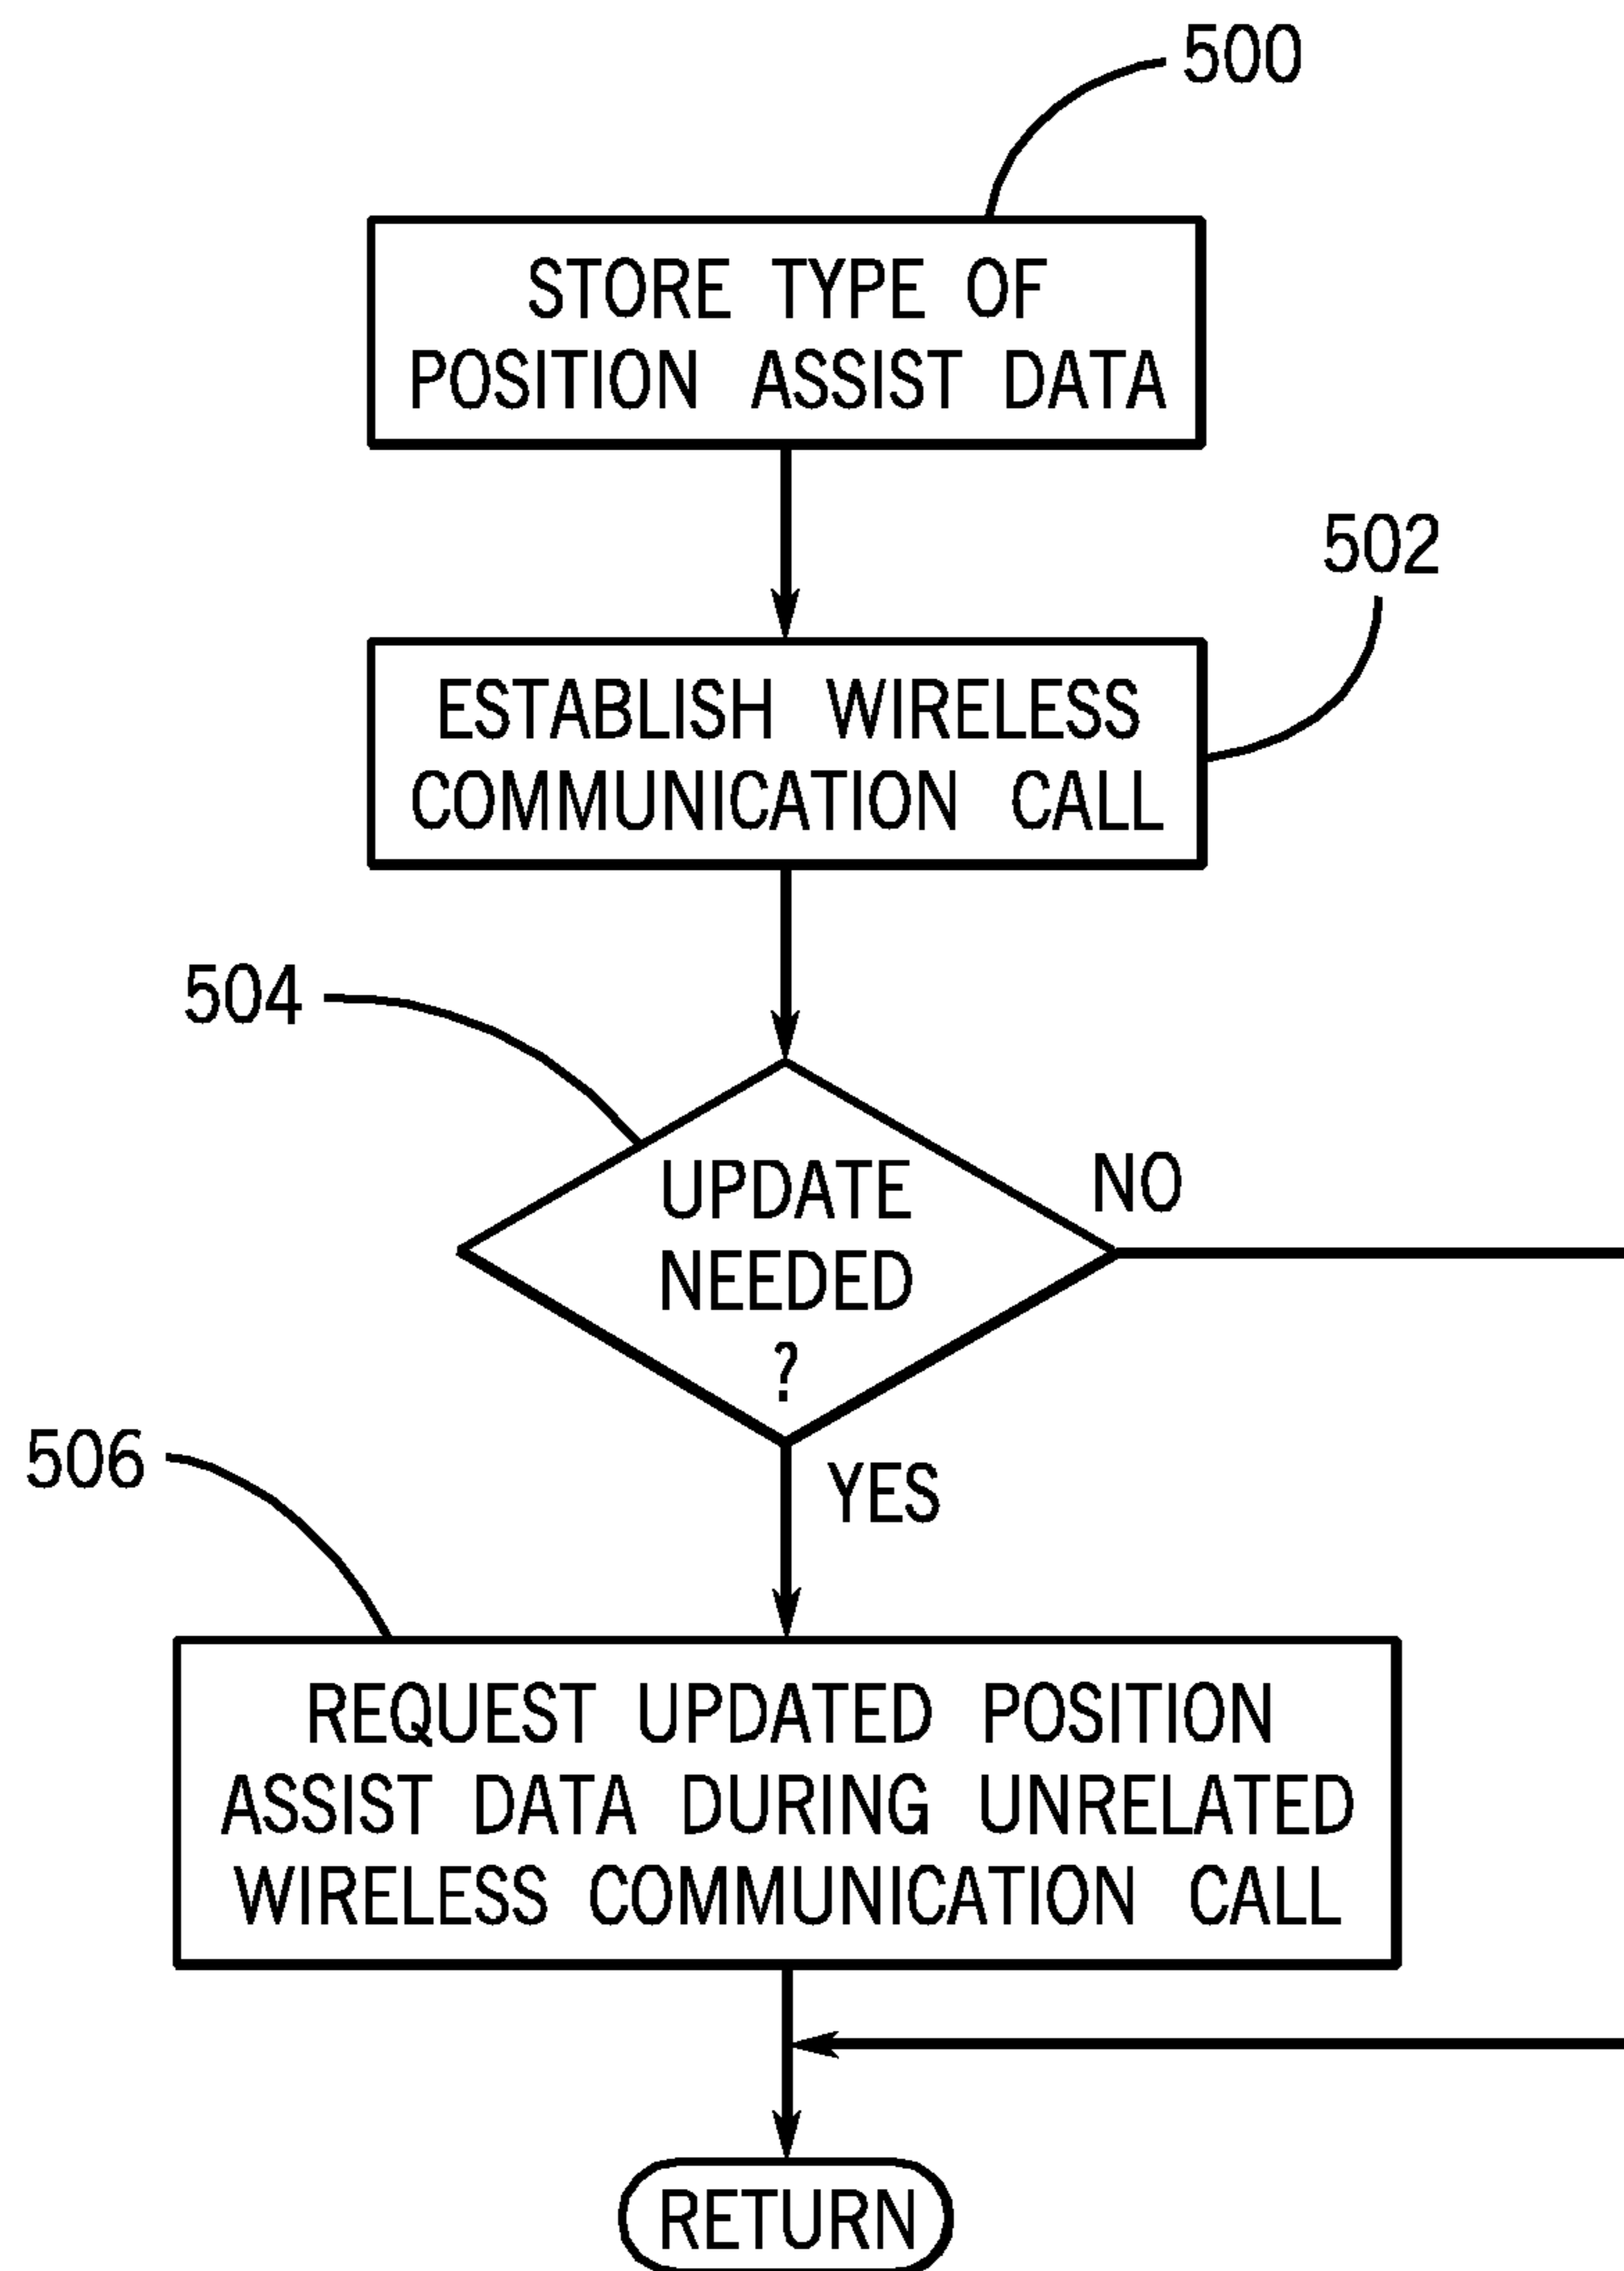 500
STORE TYPE OF
POSITION ASSIST DATA
502
ESTABLISH WIRELESS
COMMUNICATION CALL
504
UPDATE
NEEDED
?
NO
YES
506
REQUEST UPDATED POSITION
ASSIST DATA DURING UNRELATED
WIRELESS COMMUNICATION CALL
RETURN